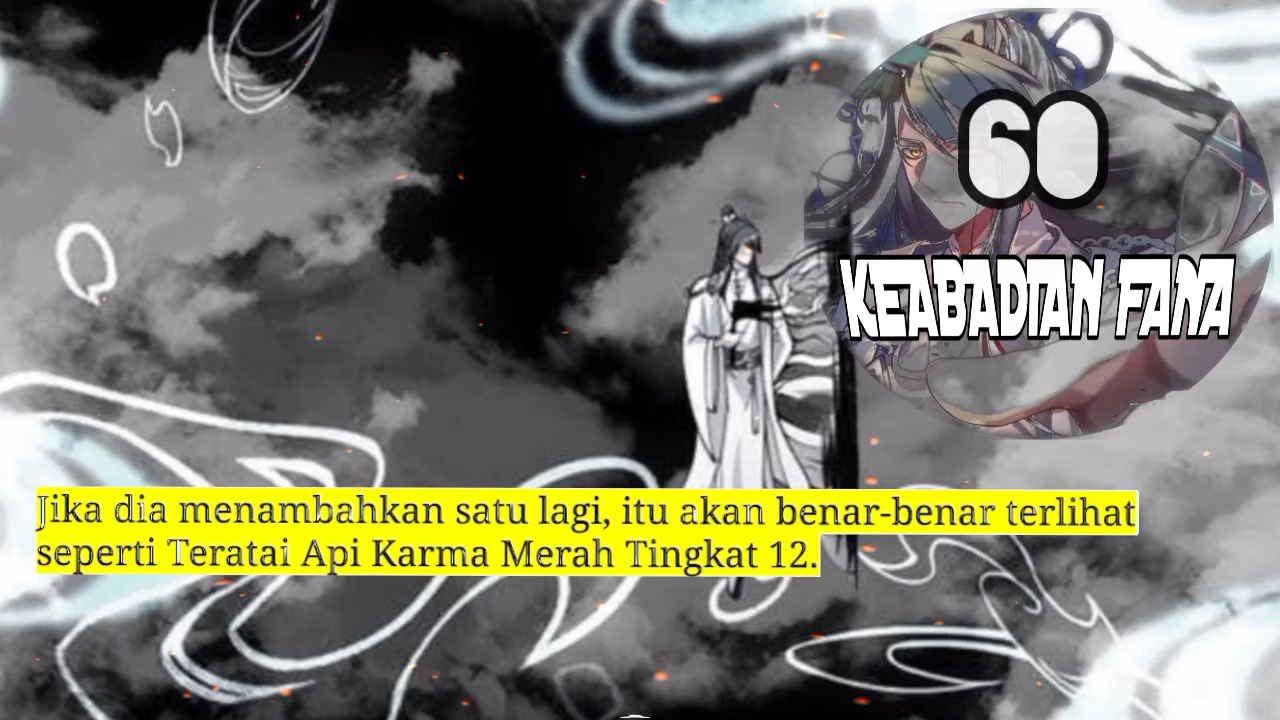 60
KEABADIAN FANA
Jika dia menambahkan satu lagi, itu akan benar-benar terlihat
seperti Teratai Api Karma Merah Tingkat 12.